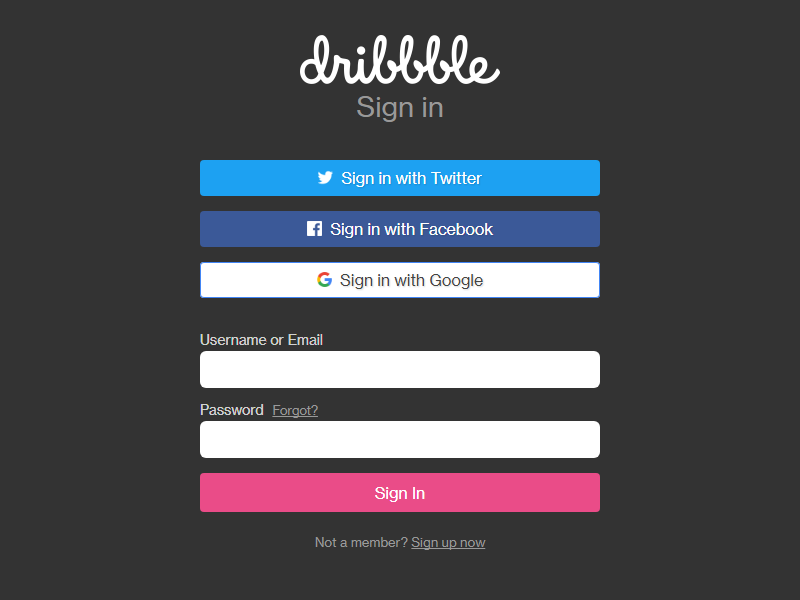 dribbble
Sign in
Sign in with Twitter
Sign in with Facebook
Sign in with Google
Username or Email
Password Forgot?
Sign In
Not a member? Sign up now